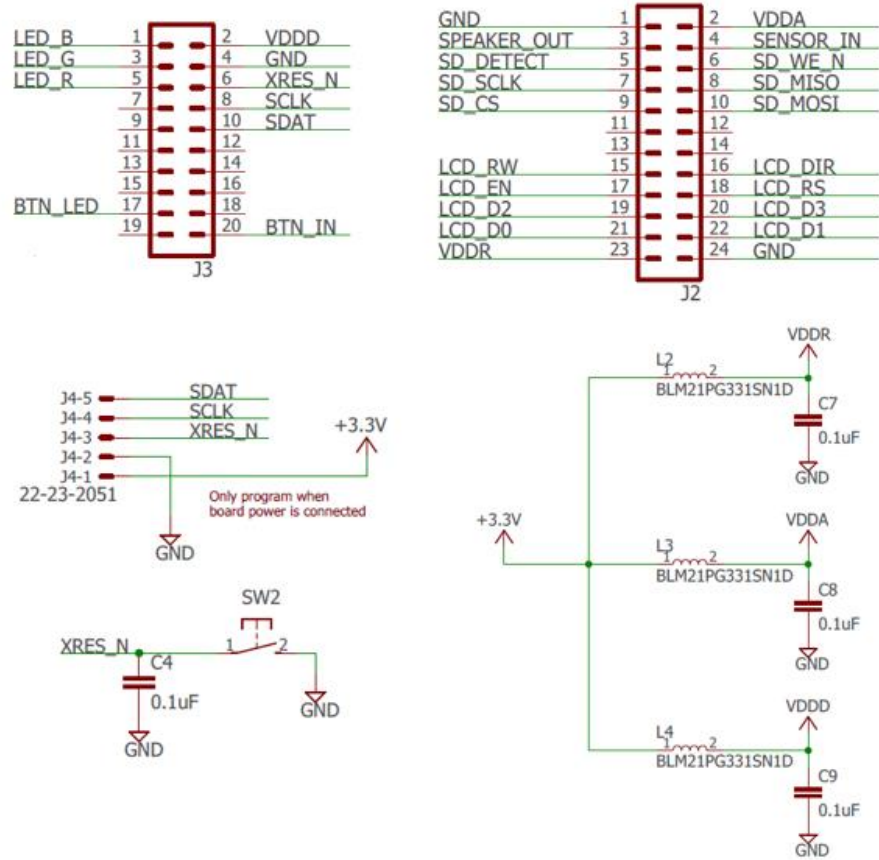 LED_B 1 2 VDDD
LED_G 3 4 GND
LED_R 5 6 XRES_N
7 8 SCLK
9 10 SDAT
11 12
13 14
15 16
BTN_LED 17 18
19 20 BTN_IN
J3
GND 1 2 VDDA
SPEAKER_OUT 3 4 SENSOR_IN
SD_DETECT 5 6 SD_WE_N
SD_SCLK 7 8 SD_MISO
SD_CS 9 10 SD_MOSI
11 12
13 14
LCD_RW 15 16 LCD_DIR
LCD_EN 17 18 LCD_RS
LCD_D2 19 20 LCD_D3
LCD_D0 21 22 LCD_D1
VDDR 23 24 GND
J2
J4-5 SDAT
J4-4 SCLK
J4-3 XRES_N
J4-2
J4-1
22-23-2051
+3.3V
Only program when
board power is connected
GND
SW2
XRES_N 1 2
C4
0.1uF
GND
GND
+3.3V
VDDR
L2
1 2
BLM21PG331SN1D
C7
0.1uF
GND
VDDA
L3
1 2
BLM21PG331SN1D
C8
0.1uF
GND
VDDD
L4
1 2
BLM21PG331SN1D
C9
0.1uF
GND